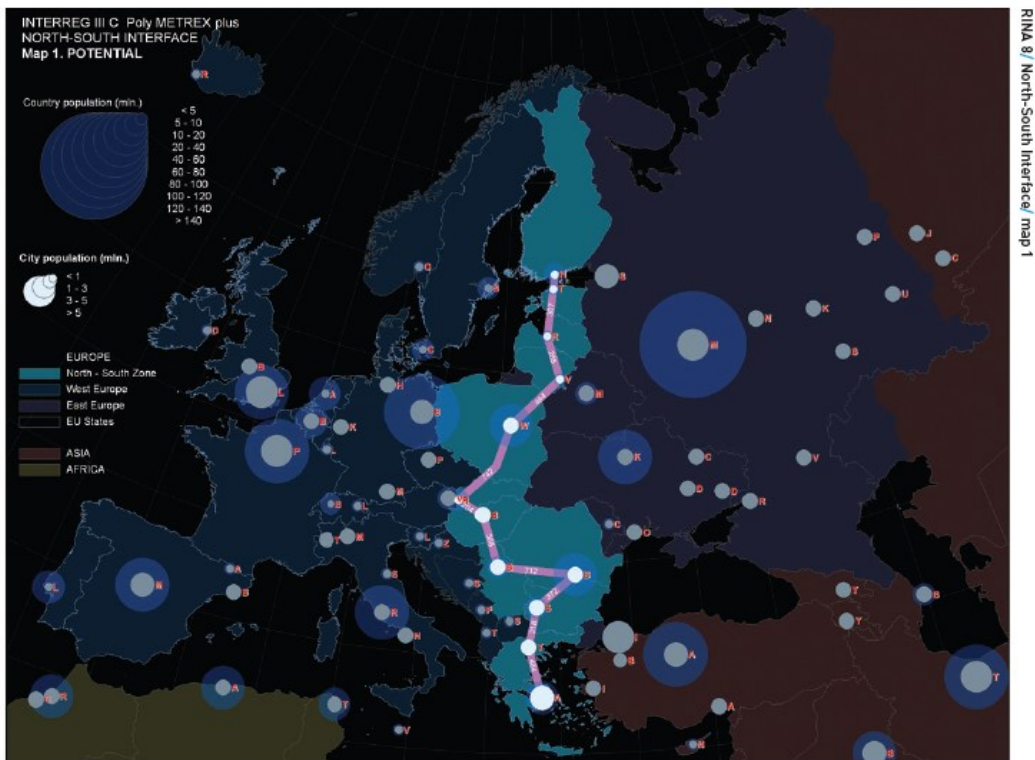 INTERREG III C Poly METREX plus
NORTH-SOUTH INTERFACE
Map 1. POTENTIAL
Country population (mln.)
< 5
5 - 10
10 - 20
20 - 40
40 - 60
60 - 80
80 - 100
100 - 120
120 - 140
> 140
City population (mln.)
< 1
1 - 3
3 - 5
> 5
EUROPE
North - South Zone
West Europe
East Europe
EU States
ASIA
AFRICA
RINA 8/ North-South Interface/ map 1
R
O
S
C
D
B
L
A
H
B
K
L
P
P
M
B
L
T
M
L
Z
S
R
N
A
B
M
L
R
A
T
V
T
R
V
W
B
B
S
T
A
712
372
M
K
C
D
D
R
V
C
O
S
M
N
K
P
J
C
U
S
B
A
I
A
N
Y
Y
B
T